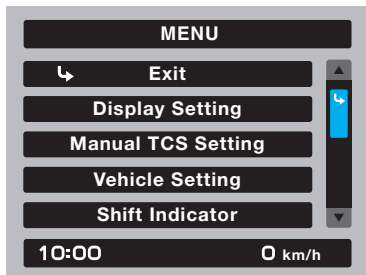 MENU
Exit
Display Setting
Manual TCS Setting
Vehicle Setting
Shift Indicator
10:00 0 km/h